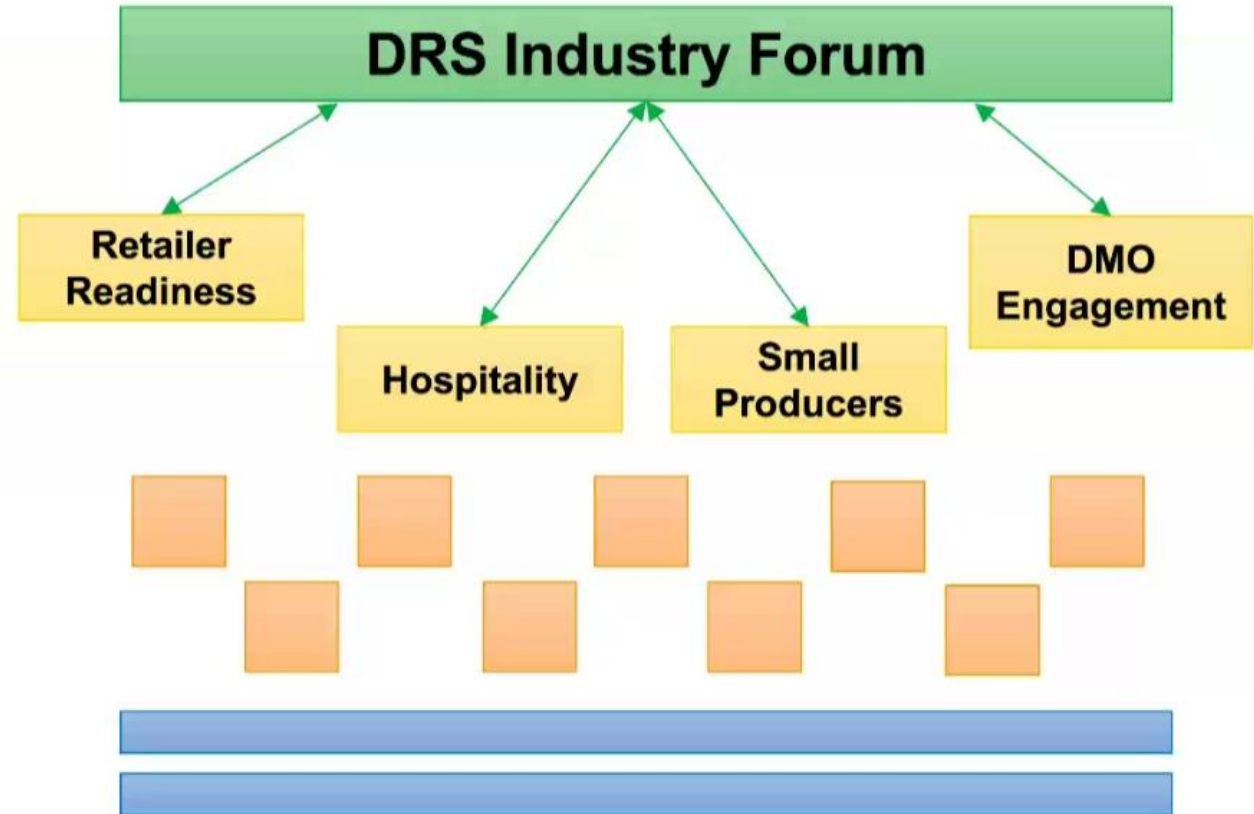 DRS Industry Forum
Retailer
Readiness
Hospitality
Small
Producers
DMO
Engagement